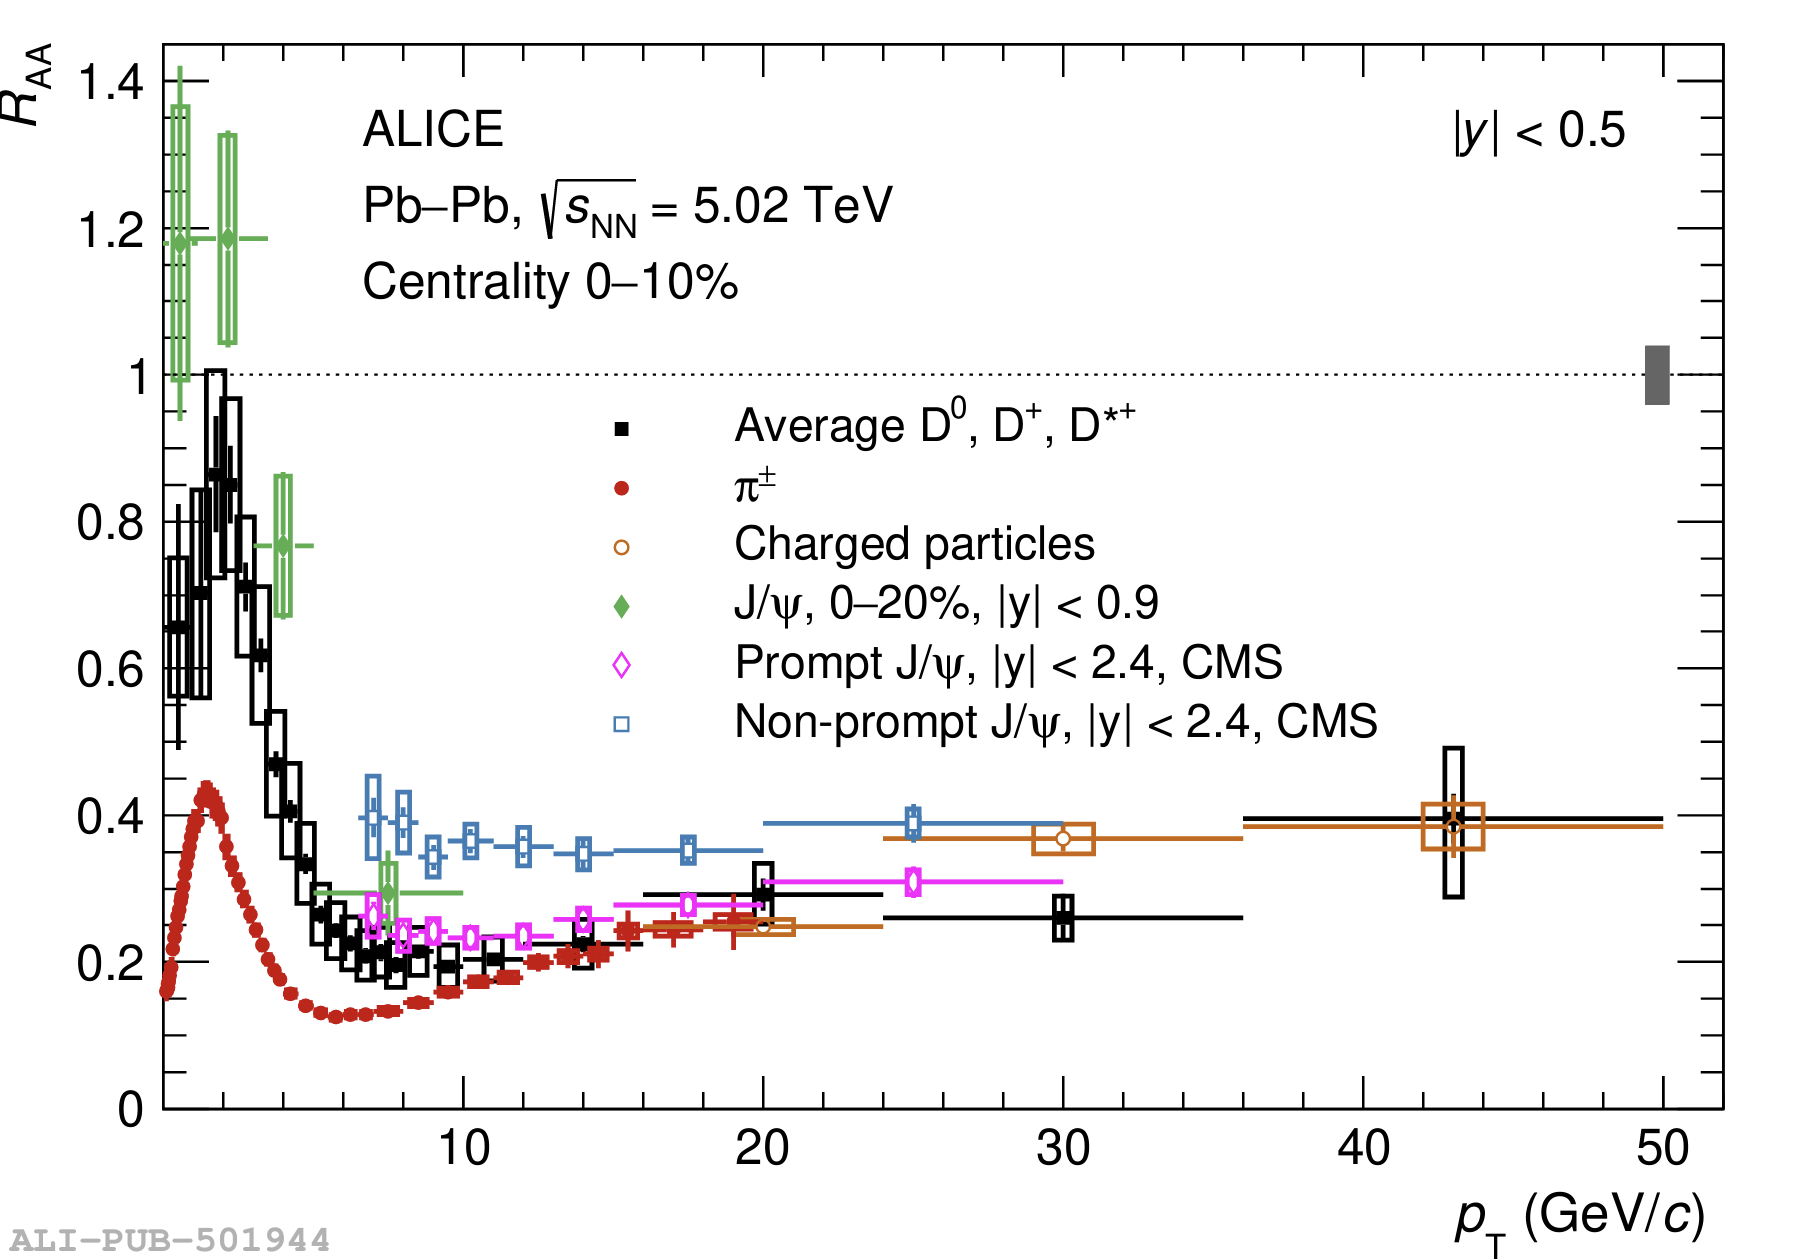 R_AA
1.4
1.2
1
0.8
0.6
0.4
0.2
0
ALICE
|y| < 0.5
Pb–Pb, √s_NN = 5.02 TeV
Centrality 0–10%
Average D⁰, D⁺, D*⁺
π±
Charged particles
J/ψ, 0–20%, |y| < 0.9
Prompt J/ψ, |y| < 2.4, CMS
Non-prompt J/ψ, |y| < 2.4, CMS
10 20 30 40 50
p_T (GeV/c)
ALI-PUB-501944